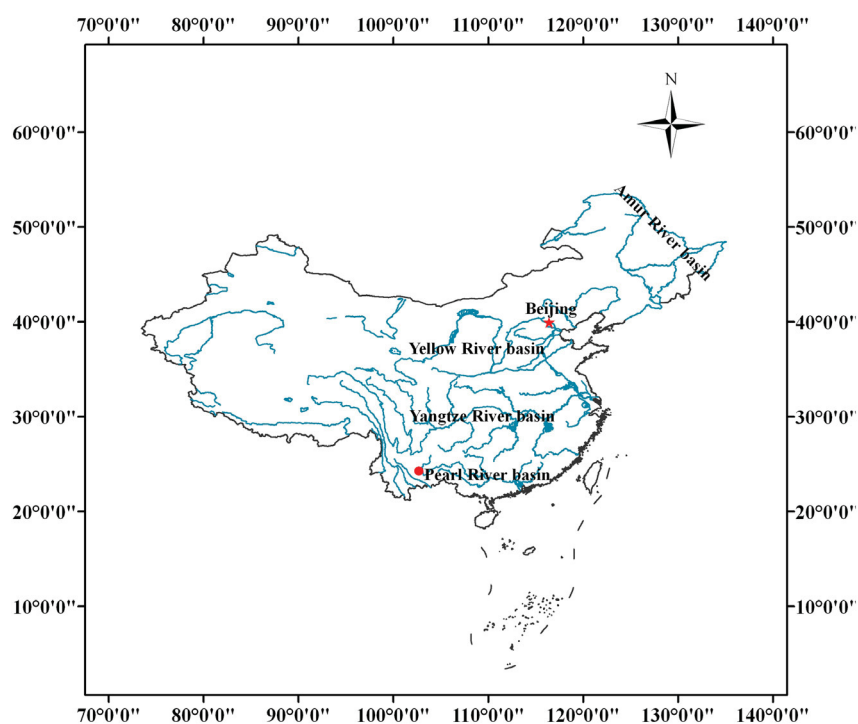 70°0'0" 80°0'0" 90°0'0" 100°0'0" 110°0'0" 120°0'0" 130°0'0" 140°0'0"
N
60°0'0" 60°0'0"
50°0'0" 50°0'0"
Amur River basin
Beijing
40°0'0" 40°0'0"
Yellow River basin
30°0'0" 30°0'0"
Yangtze River basin
Pearl River basin
20°0'0" 20°0'0"
10°0'0" 10°0'0"
70°0'0" 80°0'0" 90°0'0" 100°0'0" 110°0'0" 120°0'0" 130°0'0" 140°0'0"